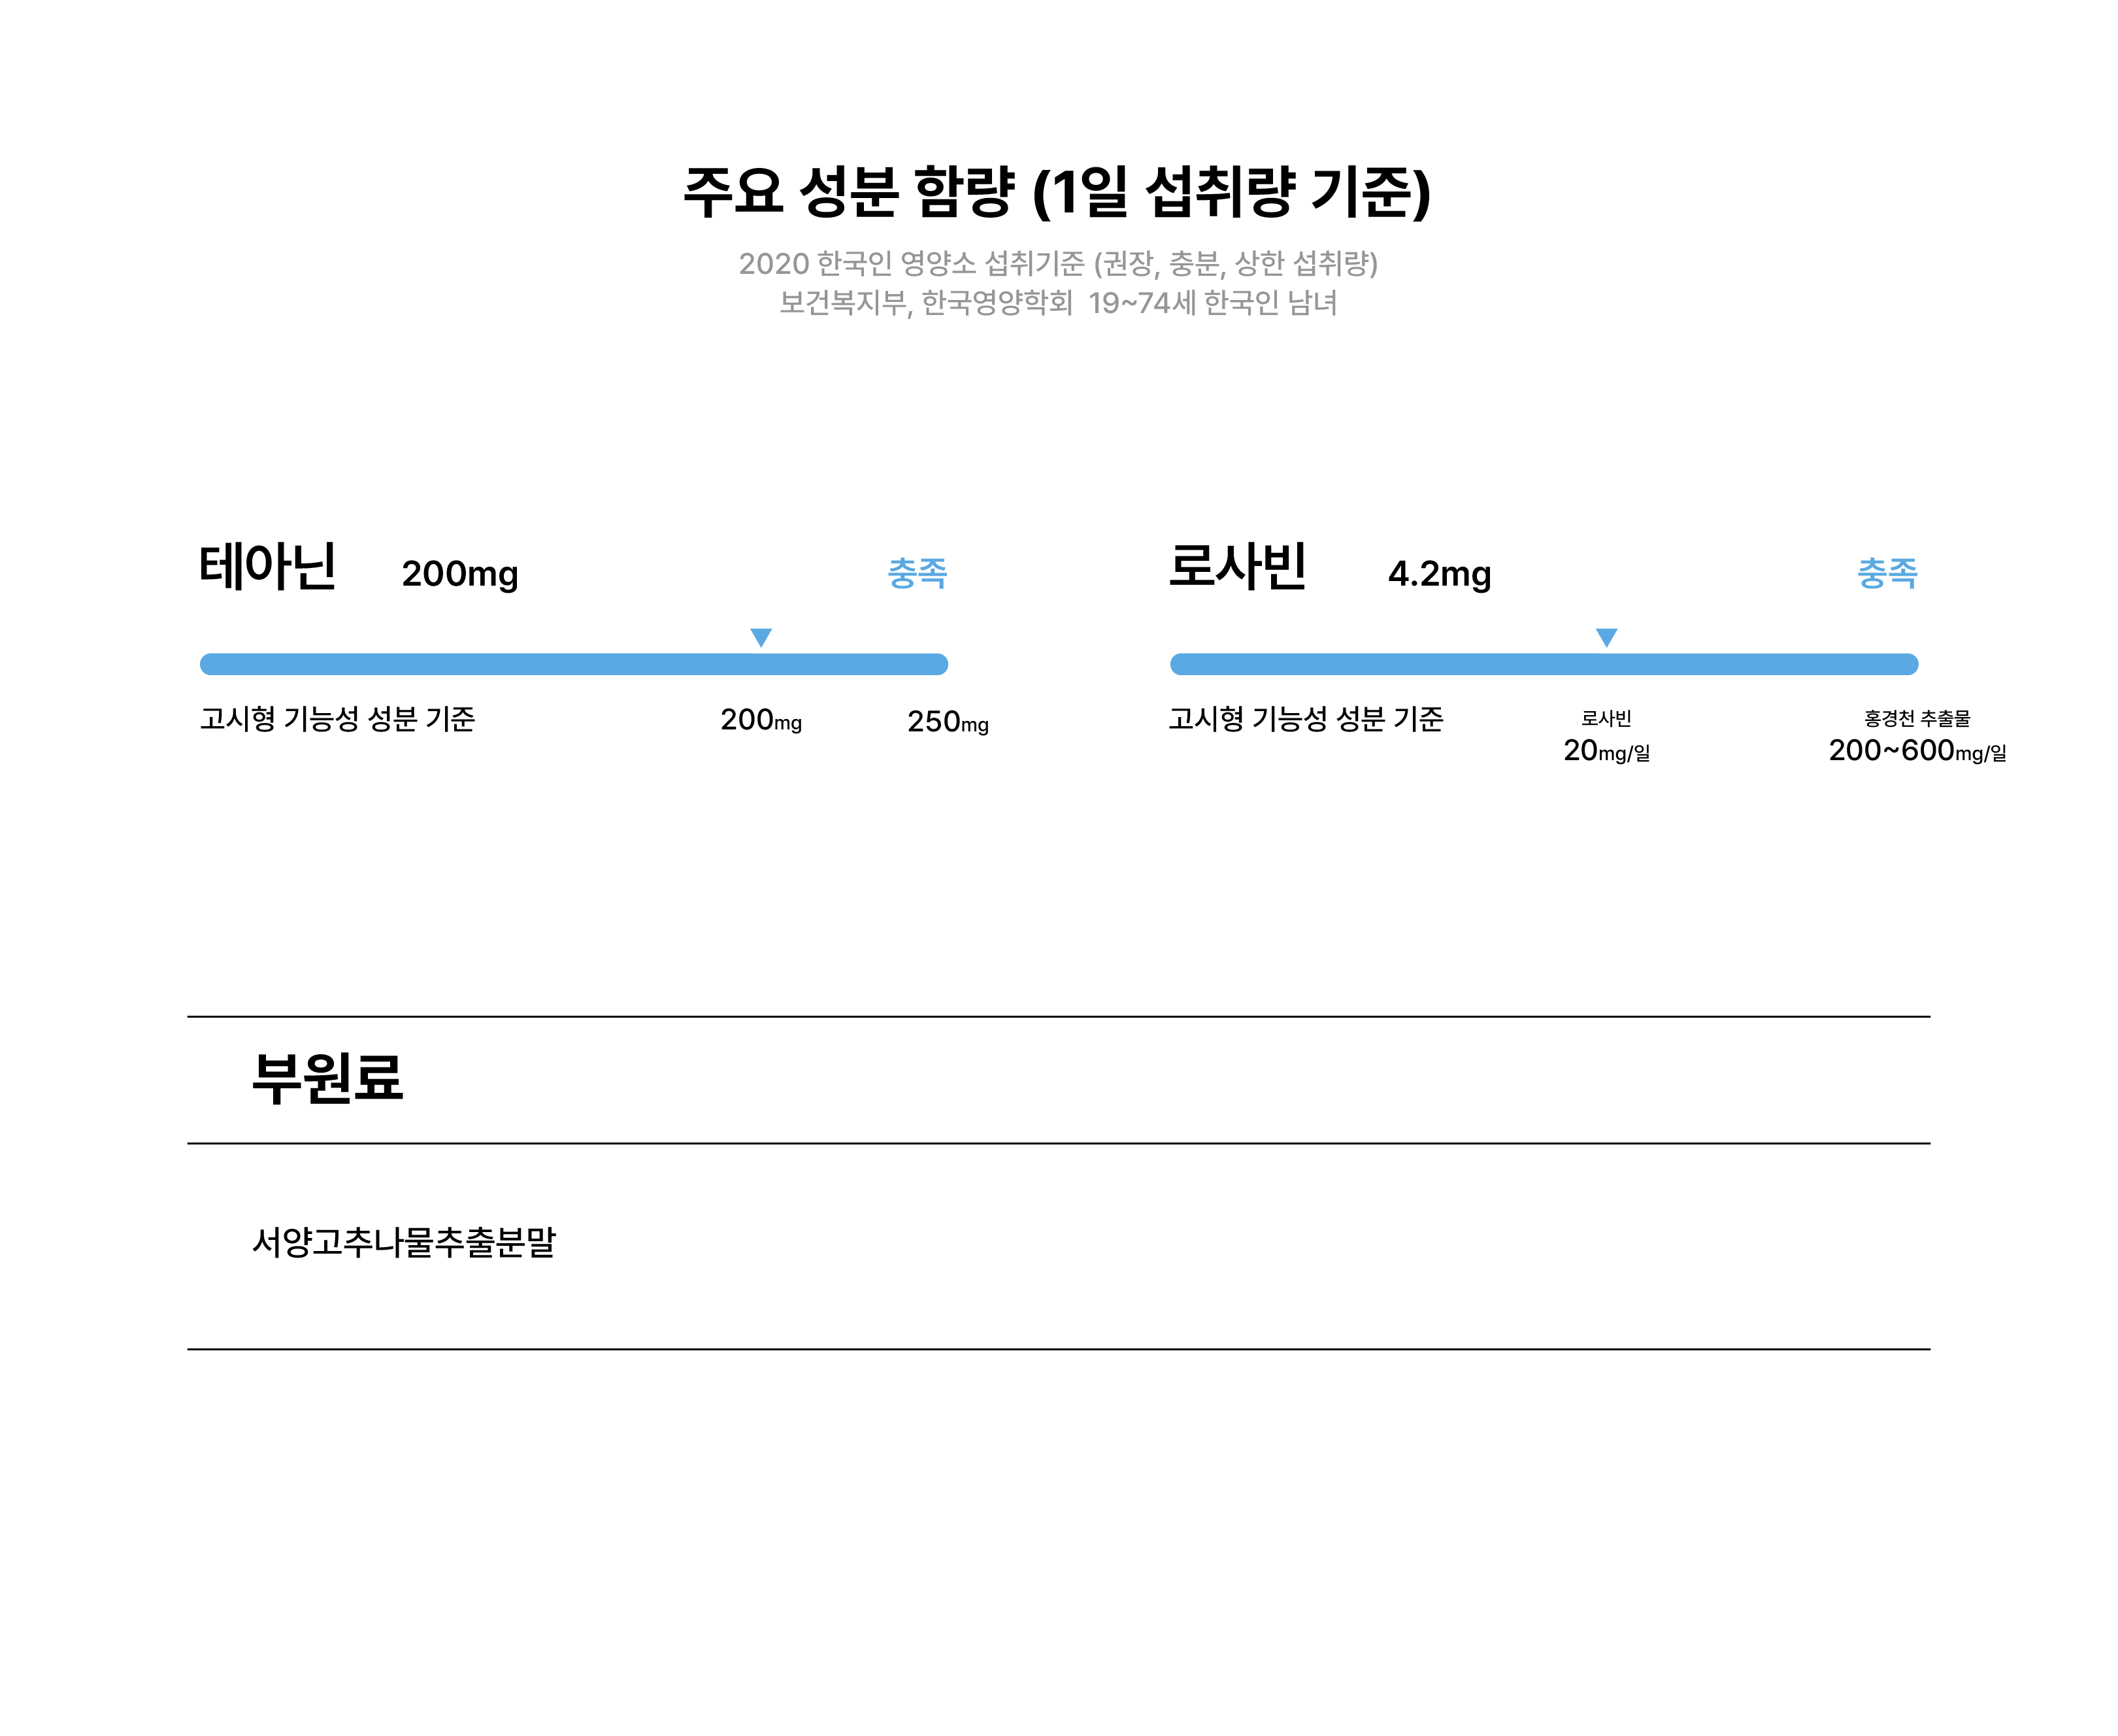 주요 성분 함량 (1일 섭취량 기준)
2020 한국인 영양소 섭취기준 (권장, 충분, 상한 섭취량)
보건복지부, 한국영양학회 19~74세 한국인 남녀
테아닌 200mg 충족
고시형 기능성 성분 기준 200mg 250mg
로사빈 4.2mg 충족
고시형 기능성 성분 기준 로사빈 홍경천 추출물
20mg/일 200~600mg/일
부원료
서양고추나물추출분말